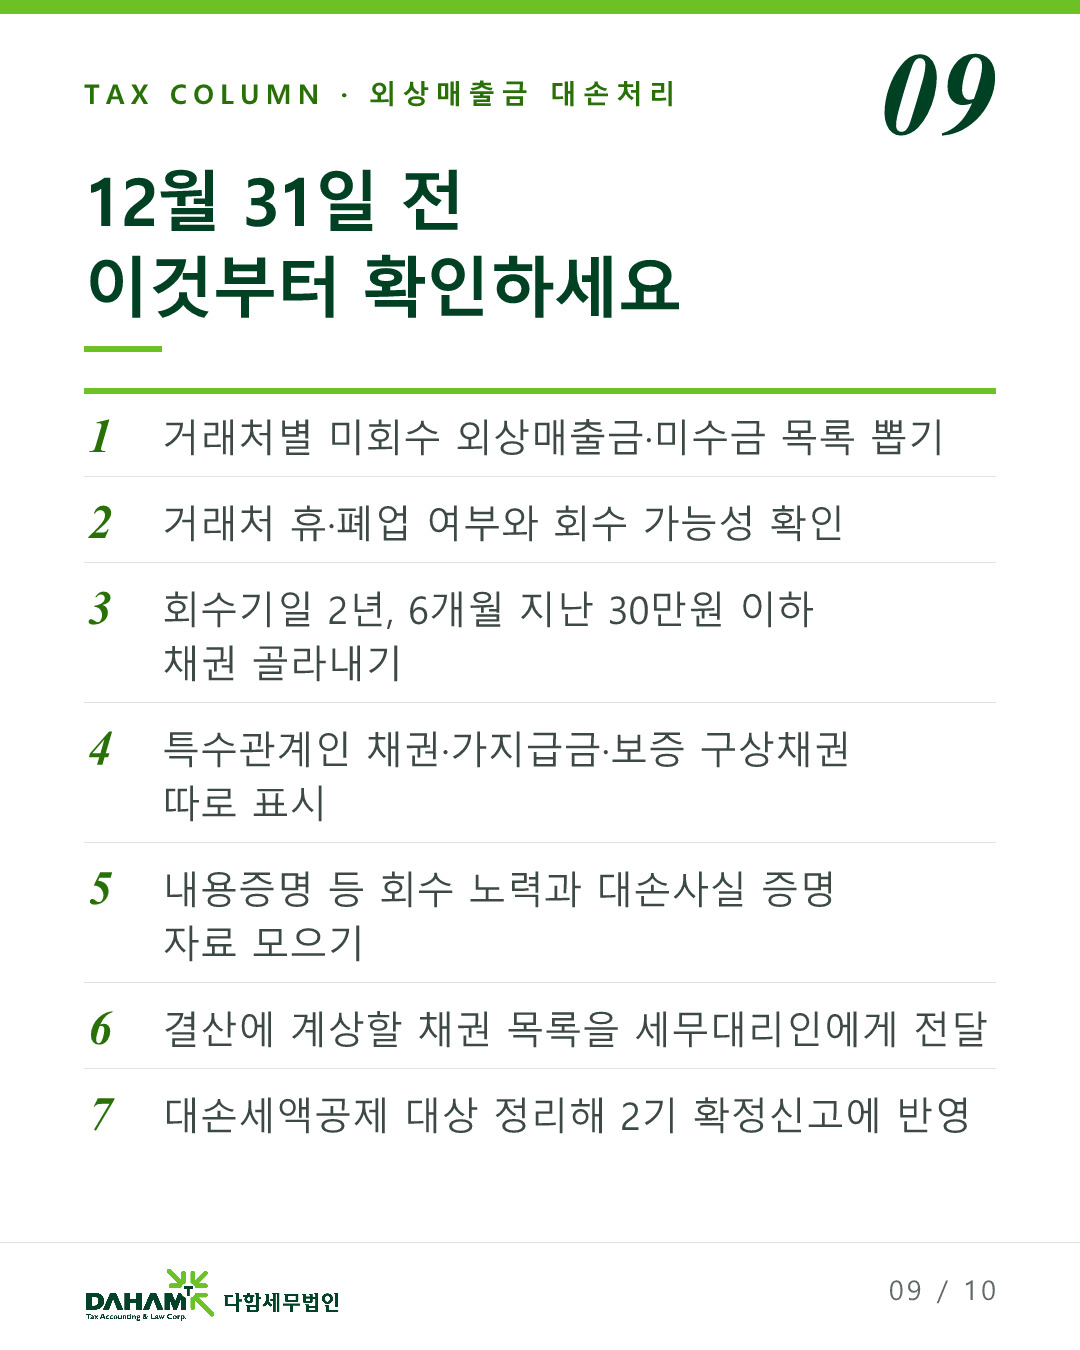 TAX COLUMN · 외상매출금 대손처리
09
12월 31일 전
이것부터 확인하세요
1 거래처별 미회수 외상매출금·미수금 목록 뽑기
2 거래처 휴·폐업 여부와 회수 가능성 확인
3 회수기일 2년, 6개월 지난 30만원 이하
채권 골라내기
4 특수관계인 채권·가지급금·보증 구상채권
따로 표시
5 내용증명 등 회수 노력과 대손사실 증명
자료 모으기
6 결산에 계상할 채권 목록을 세무대리인에게 전달
7 대손세액공제 대상 정리해 2기 확정신고에 반영
DAHAM T 다함세무법인
Tax Accounting & Law Corp.
09 / 10